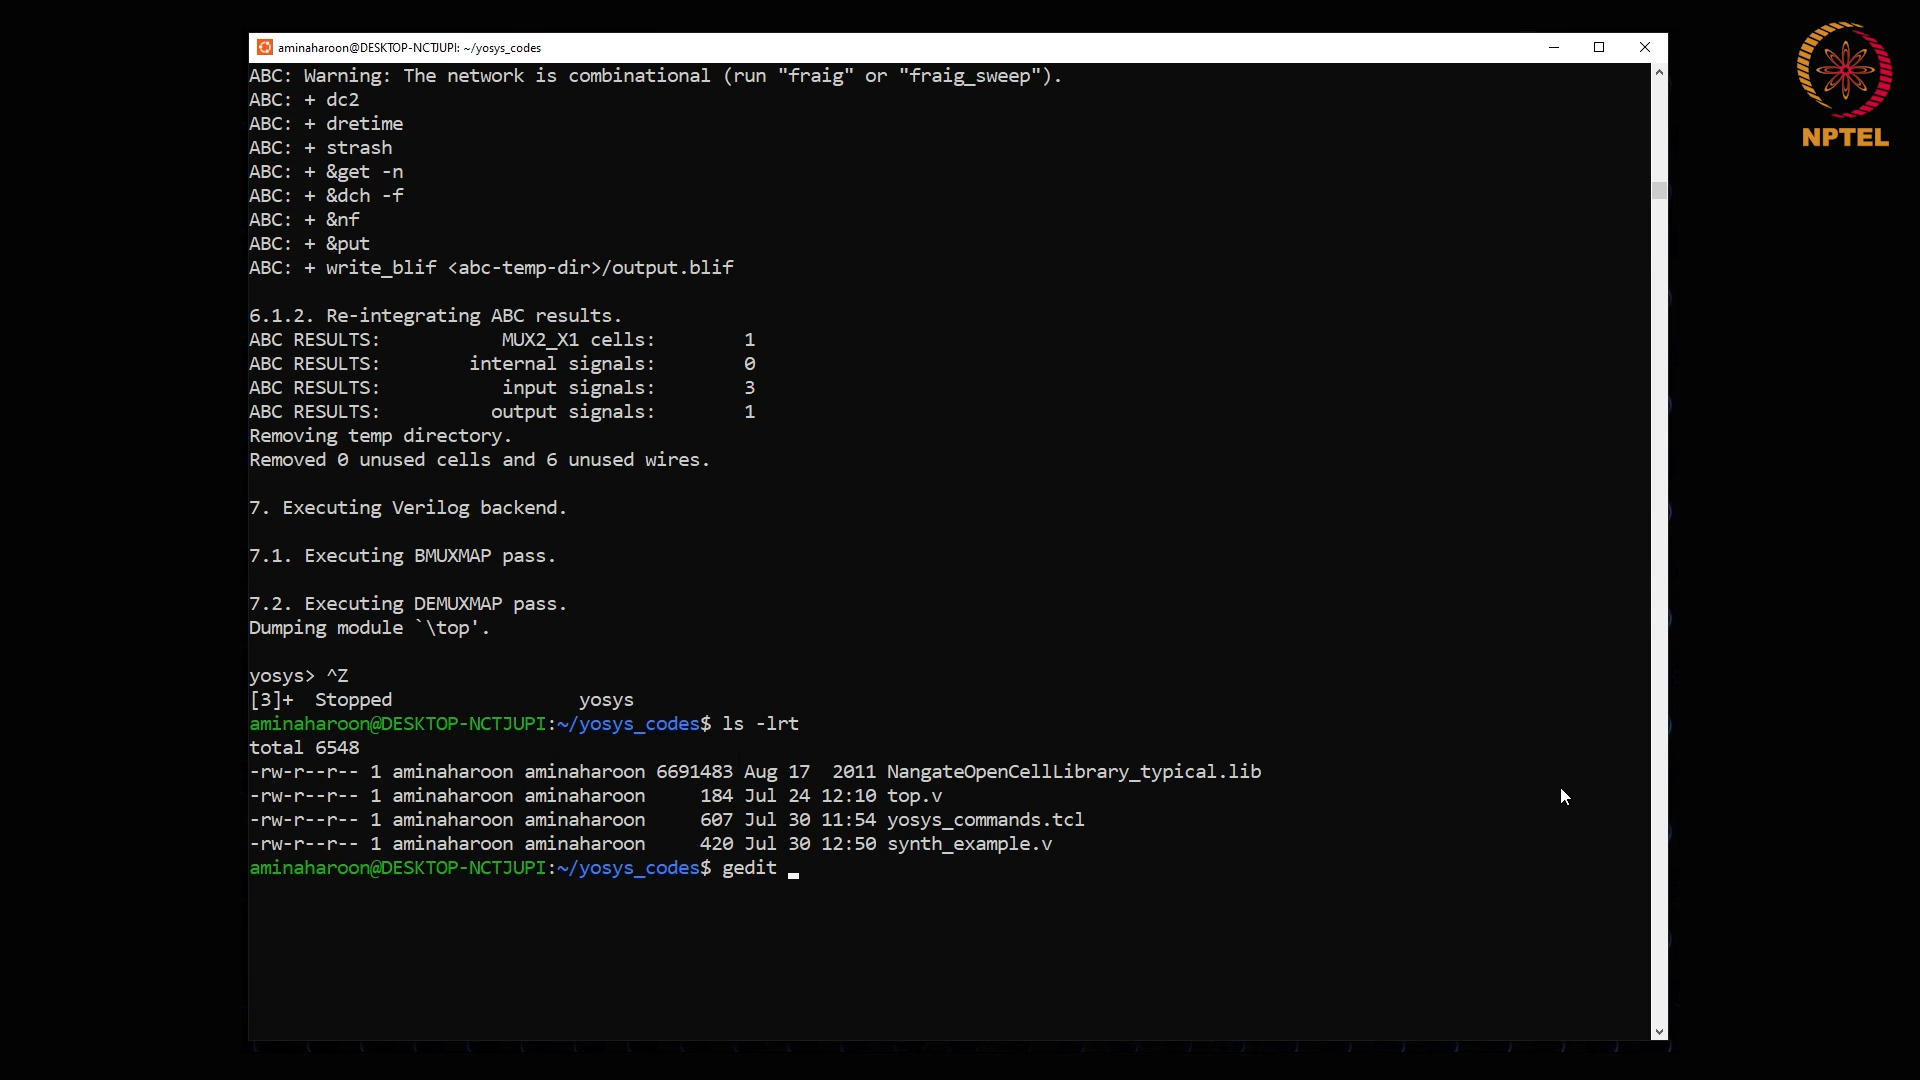 aminaharoon@DESKTOP-NCTJUPI: ~/yosys_codes
NPTEL
ABC: Warning: The network is combinational (run "fraig" or "fraig_sweep").
ABC: + dc2
ABC: + dretime
ABC: + strash
ABC: + &get -n
ABC: + &dch -f
ABC: + &nf
ABC: + &put
ABC: + write_blif <abc-temp-dir>/output.blif
6.1.2. Re-integrating ABC results.
ABC RESULTS: MUX2_X1 cells: 1
ABC RESULTS: internal signals: 0
ABC RESULTS: input signals: 3
ABC RESULTS: output signals: 1
Removing temp directory.
Removed 0 unused cells and 6 unused wires.
7. Executing Verilog backend.
7.1. Executing BMUXMAP pass.
7.2. Executing DEMUXMAP pass.
Dumping module `\top'.
yosys> ^Z
[3]+ Stopped yosys
aminaharoon@DESKTOP-NCTJUPI:~/yosys_codes$ ls -lrt
total 6548
-rw-r--r-- 1 aminaharoon aminaharoon 6691483 Aug 17 2011 NangateOpenCellLibrary_typical.lib
-rw-r--r-- 1 aminaharoon aminaharoon 184 Jul 24 12:10 top.v
-rw-r--r-- 1 aminaharoon aminaharoon 607 Jul 30 11:54 yosys_commands.tcl
-rw-r--r-- 1 aminaharoon aminaharoon 420 Jul 30 12:50 synth_example.v
aminaharoon@DESKTOP-NCTJUPI:~/yosys_codes$ gedit